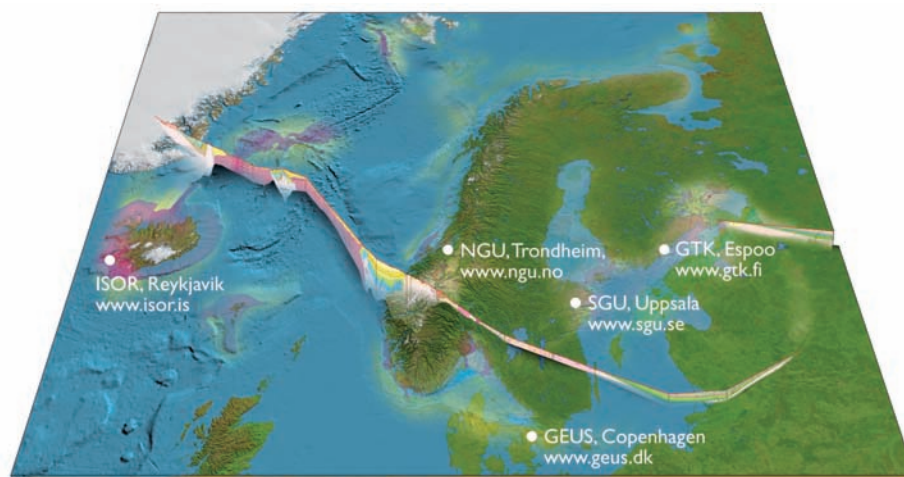 ISOR, Reykjavik
www.isor.is
NGU, Trondheim,
www.ngu.no
GTK, Espoo
www.gtk.fi
SGU, Uppsala
www.sgu.se
GEUS, Copenhagen
www.geus.dk